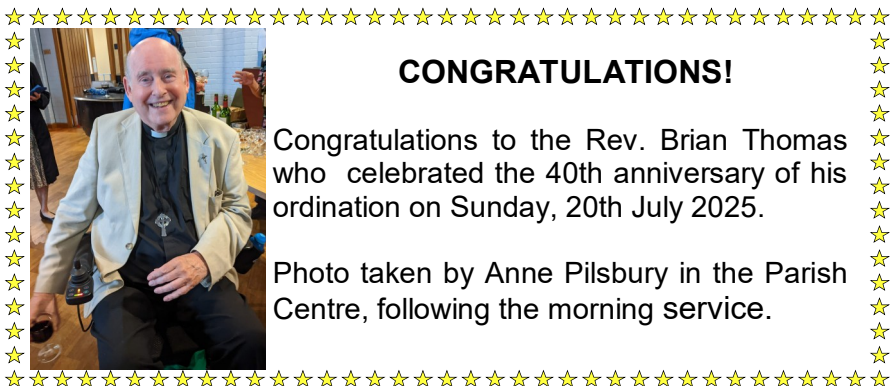 CONGRATULATIONS!
Congratulations to the Rev. Brian Thomas
who celebrated the 40th anniversary of his
ordination on Sunday, 20th July 2025.
Photo taken by Anne Pilsbury in the Parish
Centre, following the morning service.